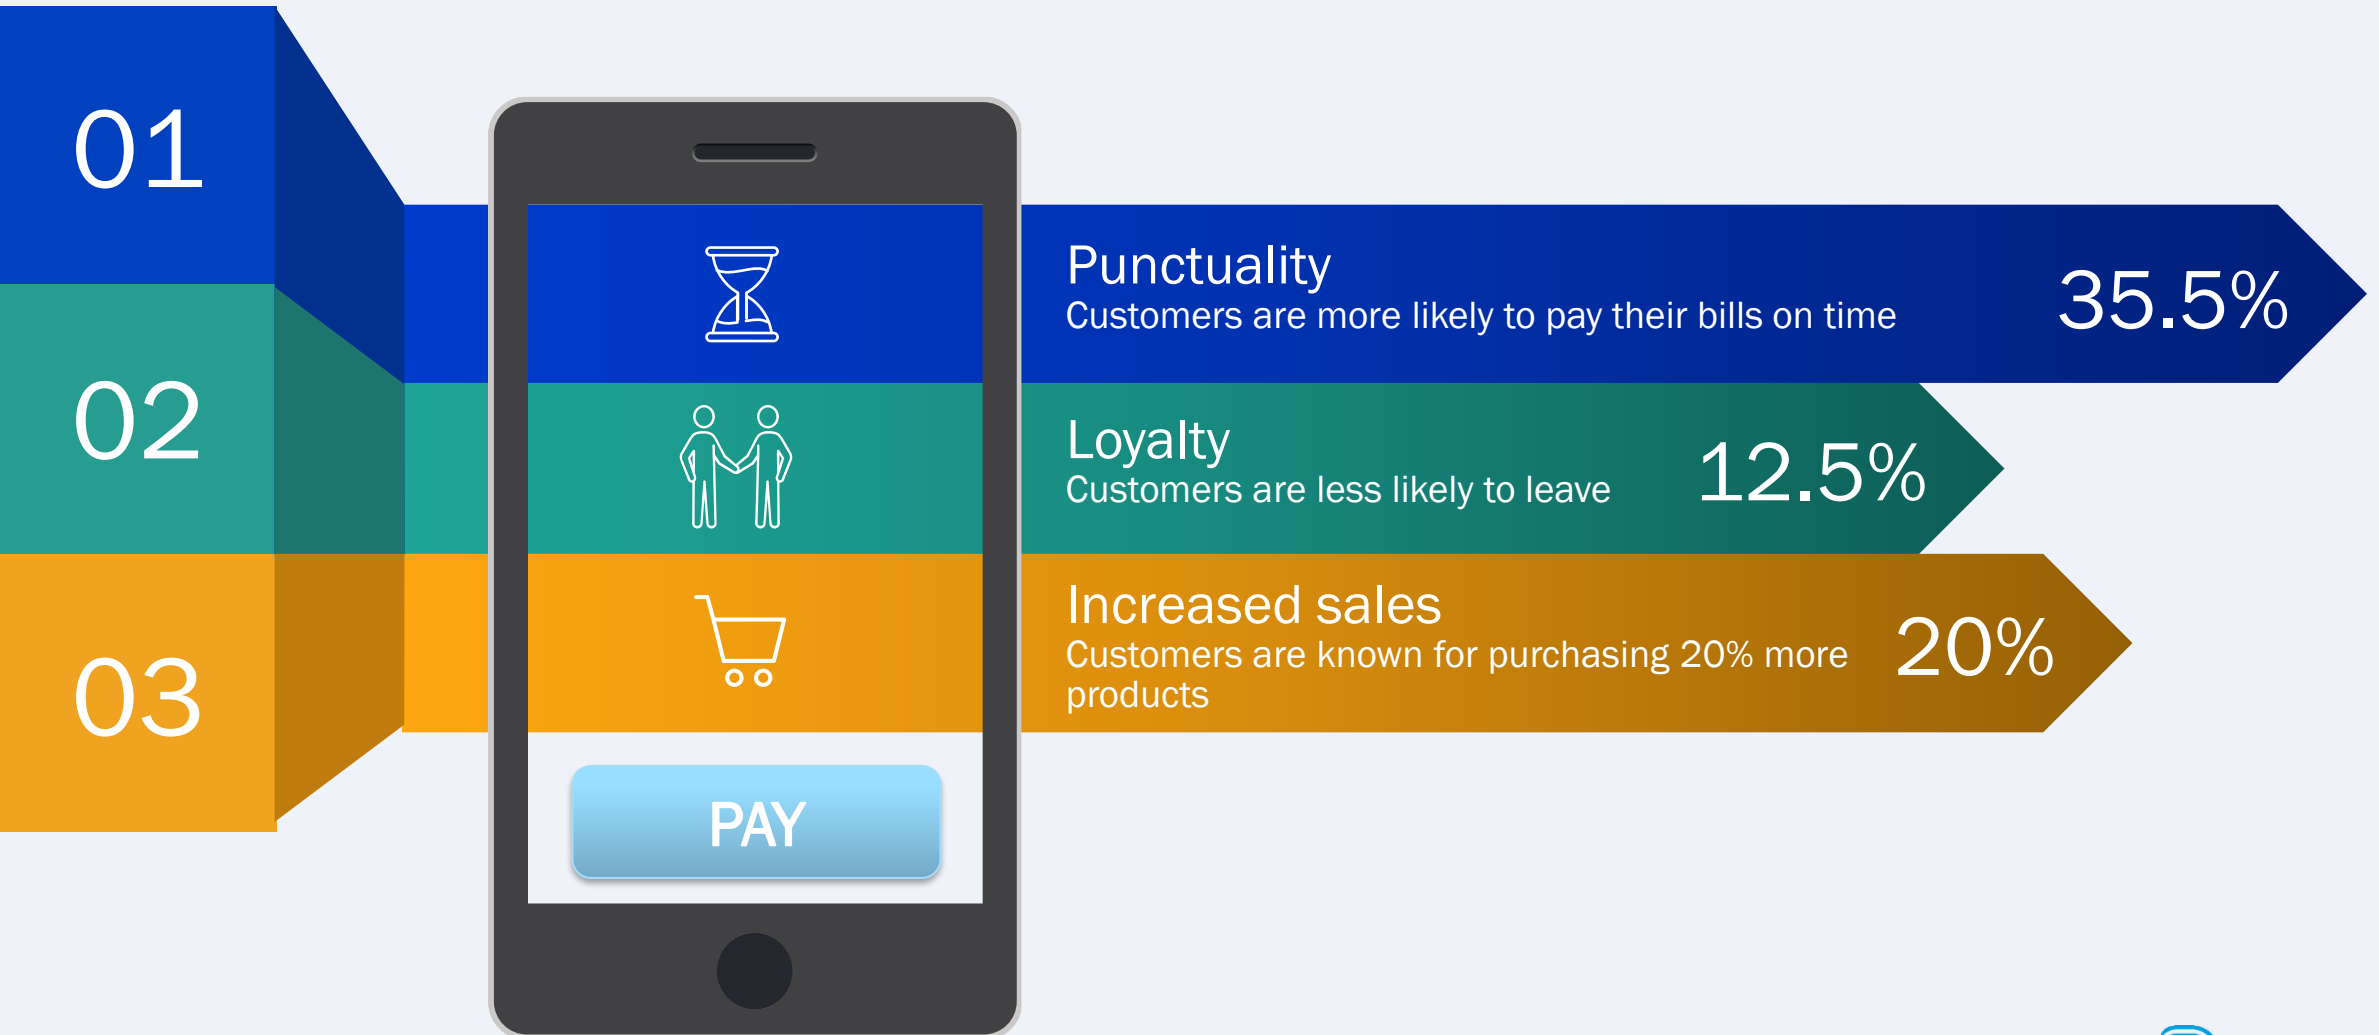 01
Punctuality
Customers are more likely to pay their bills on time
35.5%
02
Loyalty
Customers are less likely to leave
12.5%
03
Increased sales
Customers are known for purchasing 20% more
products
20%
PAY